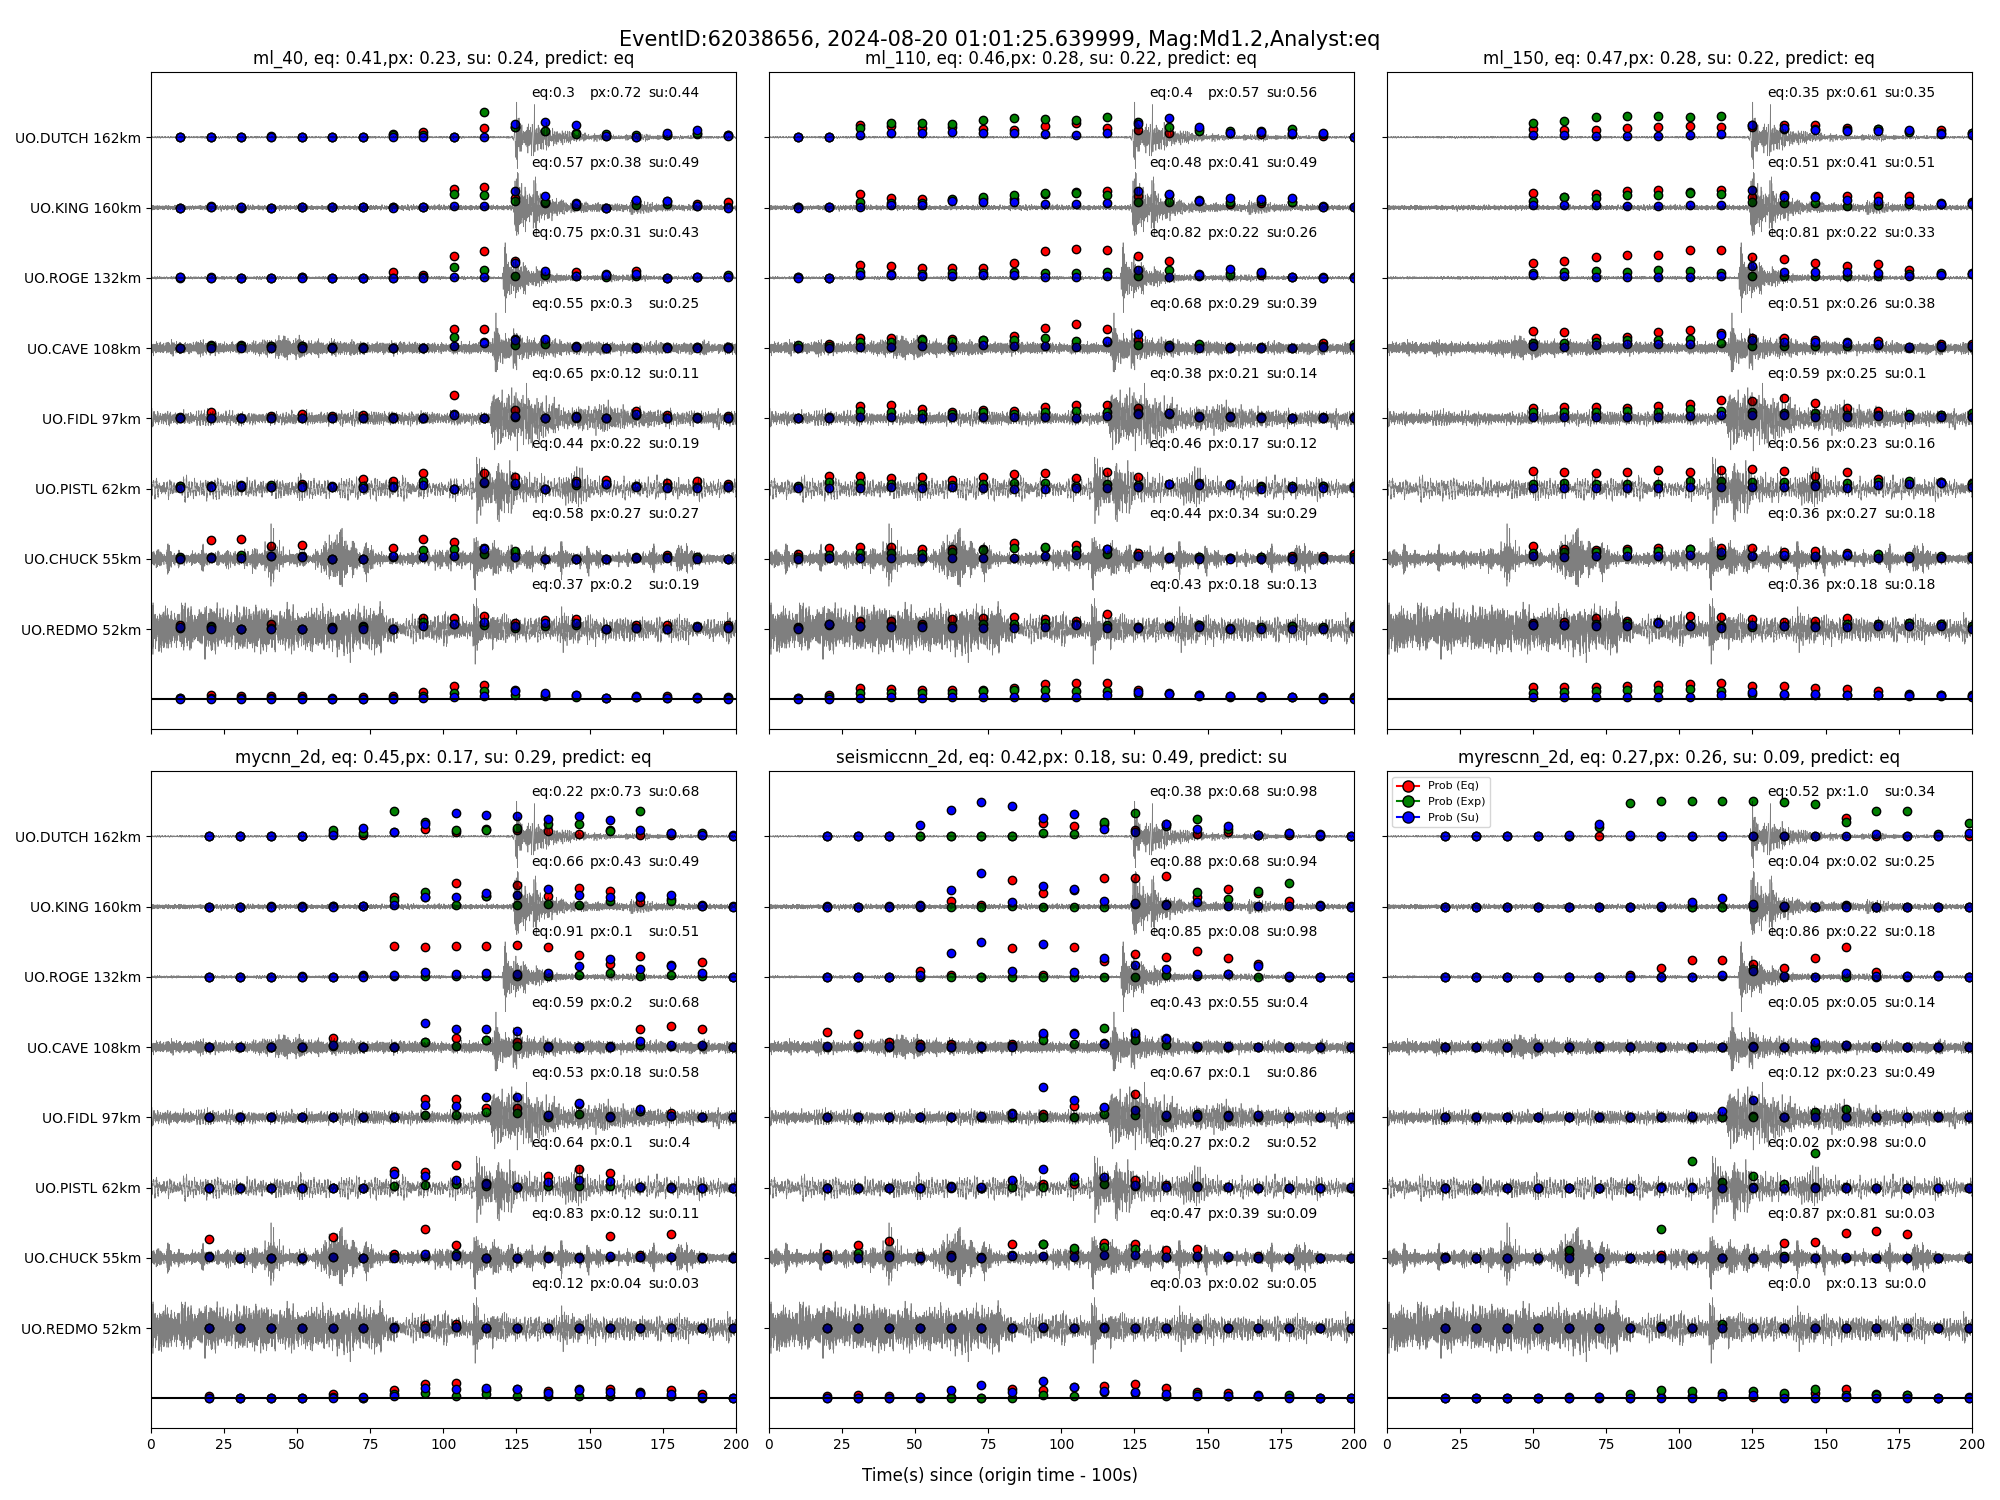 EventID:62038656, 2024-08-20 01:01:25.639999, Mag:Md1.2,Analyst:eq
ml_40, eq: 0.41,px: 0.23, su: 0.24, predict: eq
eq:0.3 px:0.72 su:0.44
UO.DUTCH 162km
eq:0.57 px:0.38 su:0.49
UO.KING 160km
eq:0.75 px:0.31 su:0.43
UO.ROGE 132km
eq:0.55 px:0.3 su:0.25
UO.CAVE 108km
eq:0.65 px:0.12 su:0.11
UO.FIDL 97km
eq:0.44 px:0.22 su:0.19
UO.PISTL 62km
eq:0.58 px:0.27 su:0.27
UO.CHUCK 55km
eq:0.37 px:0.2 su:0.19
UO.REDMO 52km
ml_110, eq: 0.46,px: 0.28, su: 0.22, predict: eq
eq:0.4 px:0.57 su:0.56
eq:0.48 px:0.41 su:0.49
eq:0.82 px:0.22 su:0.26
eq:0.68 px:0.29 su:0.39
eq:0.38 px:0.21 su:0.14
eq:0.46 px:0.17 su:0.12
eq:0.44 px:0.34 su:0.29
eq:0.43 px:0.18 su:0.13
ml_150, eq: 0.47,px: 0.28, su: 0.22, predict: eq
eq:0.35 px:0.61 su:0.35
eq:0.51 px:0.41 su:0.51
eq:0.81 px:0.22 su:0.33
eq:0.51 px:0.26 su:0.38
eq:0.59 px:0.25 su:0.1
eq:0.56 px:0.23 su:0.16
eq:0.36 px:0.27 su:0.18
eq:0.36 px:0.18 su:0.18
mycnn_2d, eq: 0.45,px: 0.17, su: 0.29, predict: eq
eq:0.22 px:0.73 su:0.68
UO.DUTCH 162km
eq:0.66 px:0.43 su:0.49
UO.KING 160km
eq:0.91 px:0.1 su:0.51
UO.ROGE 132km
eq:0.59 px:0.2 su:0.68
UO.CAVE 108km
eq:0.53 px:0.18 su:0.58
UO.FIDL 97km
eq:0.64 px:0.1 su:0.4
UO.PISTL 62km
eq:0.83 px:0.12 su:0.11
UO.CHUCK 55km
eq:0.12 px:0.04 su:0.03
UO.REDMO 52km
0 25 50 75 100 125 150 175 200
seismiccnn_2d, eq: 0.42,px: 0.18, su: 0.49, predict: su
eq:0.38 px:0.68 su:0.98
eq:0.88 px:0.68 su:0.94
eq:0.85 px:0.08 su:0.98
eq:0.43 px:0.55 su:0.4
eq:0.67 px:0.1 su:0.86
eq:0.27 px:0.2 su:0.52
eq:0.47 px:0.39 su:0.09
eq:0.03 px:0.02 su:0.05
0 25 50 75 100 125 150 175 200
myrescnn_2d, eq: 0.27,px: 0.26, su: 0.09, predict: eq
Prob (Eq)
Prob (Exp)
Prob (Su)
eq:0.52 px:1.0 su:0.34
eq:0.04 px:0.02 su:0.25
eq:0.86 px:0.22 su:0.18
eq:0.05 px:0.05 su:0.14
eq:0.12 px:0.23 su:0.49
eq:0.02 px:0.98 su:0.0
eq:0.87 px:0.81 su:0.03
eq:0.0 px:0.13 su:0.0
0 25 50 75 100 125 150 175 200
Time(s) since (origin time - 100s)